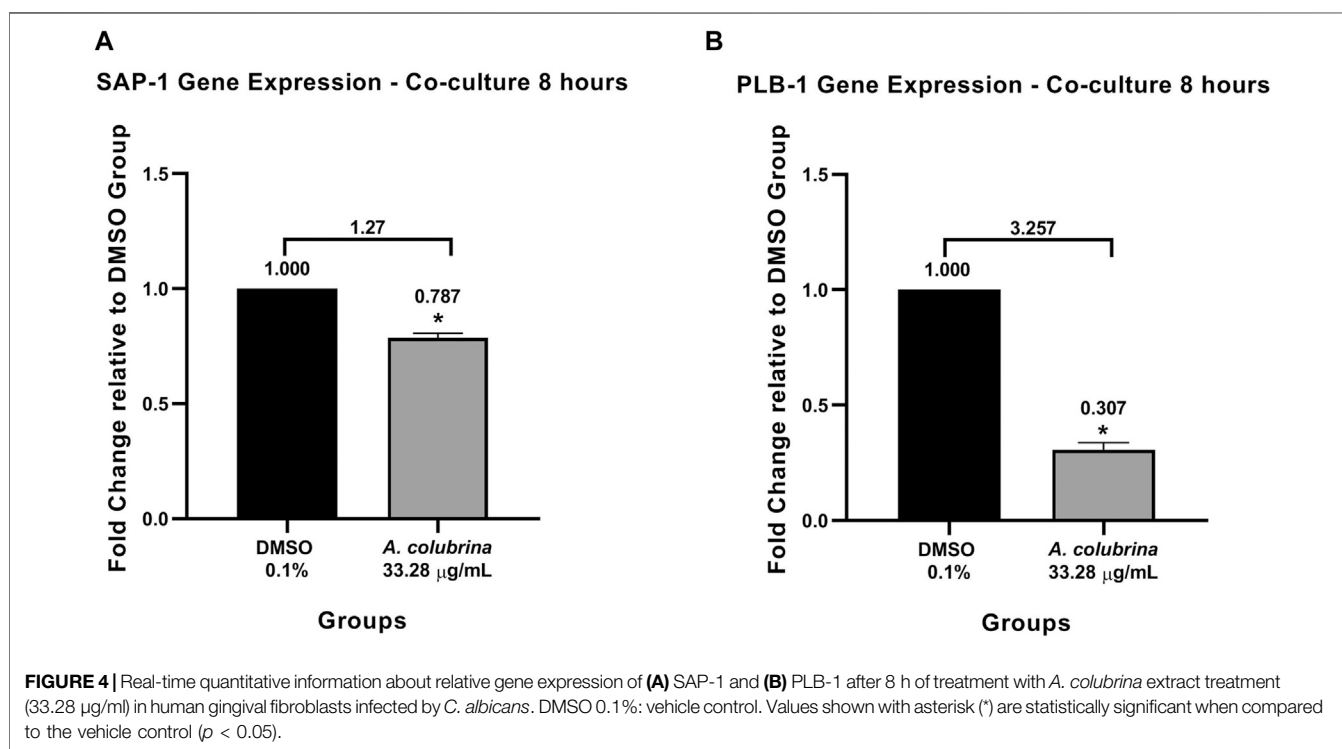 A
SAP-1 Gene Expression - Co-culture 8 hours
Fold Change relative to DMSO Group
1.5
1.0
0.5
0.0
1.27
1.000
0.787
*
DMSO
0.1%
A. colubrina
33.28 μg/mL
Groups
B
PLB-1 Gene Expression - Co-culture 8 hours
Fold Change relative to DMSO Group
1.5
1.0
0.5
0.0
3.257
1.000
0.307
*
DMSO
0.1%
A. colubrina
33.28 μg/mL
Groups
FIGURE 4 | Real-time quantitative information about relative gene expression of (A) SAP-1 and (B) PLB-1 after 8 h of treatment with A. colubrina extract treatment
(33.28 μg/ml) in human gingival fibroblasts infected by C. albicans. DMSO 0.1%: vehicle control. Values shown with asterisk (*) are statistically significant when compared
to the vehicle control (p < 0.05).